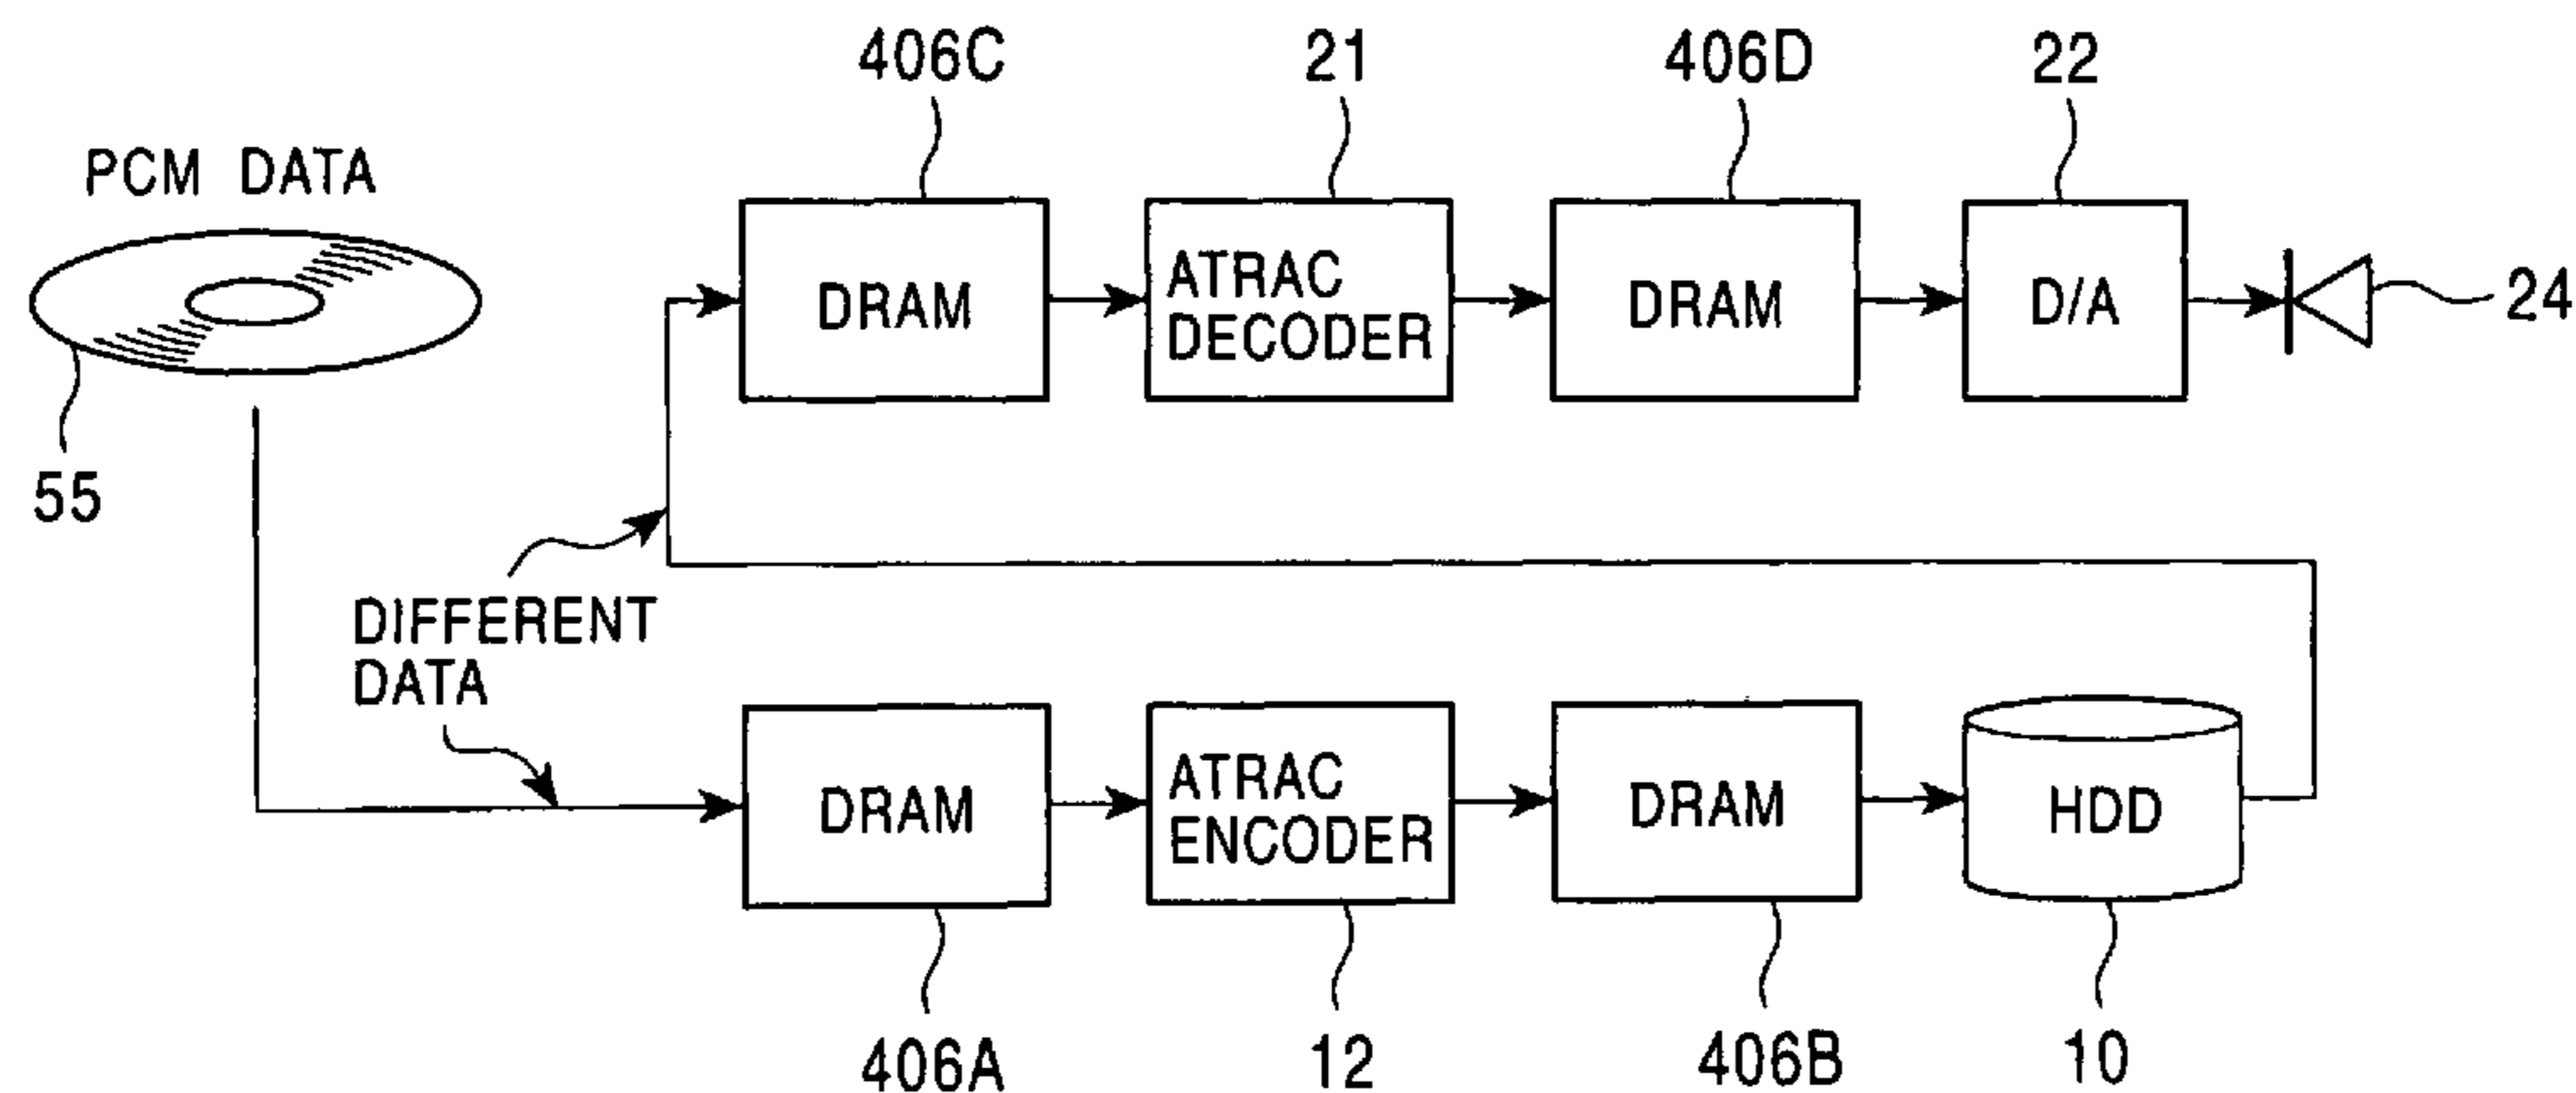 406C
21
406D
22
PCM DATA
DRAM
ATRAC
DECODER
DRAM
D/A
24
55
DIFFERENT
DATA
DRAM
ATRAC
ENCODER
DRAM
HDD
406A
12
406B
10